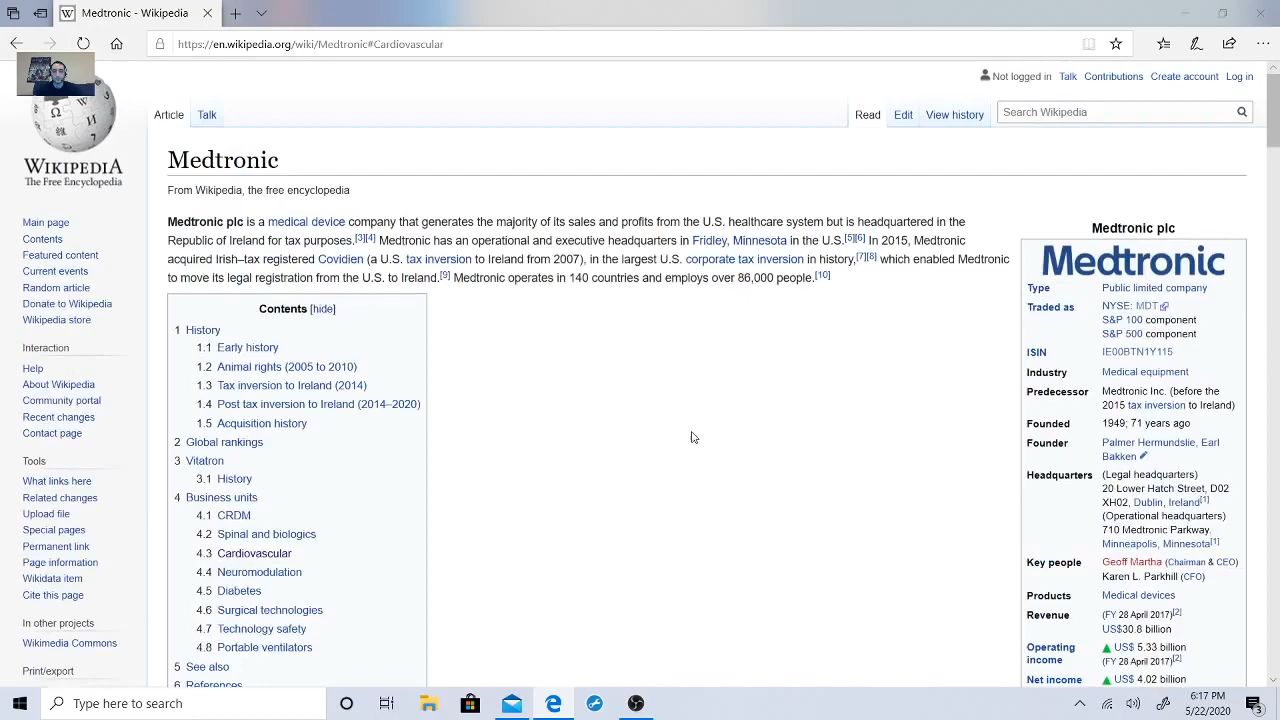 Medtronic - Wikipedia
https://en.wikipedia.org/wiki/Medtronic#Cardiovascular
Not logged in Talk Contributions Create account Log in
Article Talk
Read Edit View history
Search Wikipedia
WIKIPEDIA
The Free Encyclopedia
Main page
Contents
Featured content
Current events
Random article
Donate to Wikipedia
Wikipedia store
Interaction
Help
About Wikipedia
Community portal
Recent changes
Contact page
Tools
What links here
Related changes
Upload file
Special pages
Permanent link
Page information
Wikidata item
Cite this page
In other projects
Wikimedia Commons
Print/export
Medtronic
From Wikipedia, the free encyclopedia
Medtronic plc is a medical device company that generates the majority of its sales and profits from the U.S. healthcare system but is headquartered in the
Republic of Ireland for tax purposes.[3][4] Medtronic has an operational and executive headquarters in Fridley, Minnesota in the U.S.[5][6] In 2015, Medtronic
acquired Irish–tax registered Covidien (a U.S. tax inversion to Ireland from 2007), in the largest U.S. corporate tax inversion in history,[7][8] which enabled Medtronic
to move its legal registration from the U.S. to Ireland.[9] Medtronic operates in 140 countries and employs over 86,000 people.[10]
Contents [hide]
1 History
1.1 Early history
1.2 Animal rights (2005 to 2010)
1.3 Tax inversion to Ireland (2014)
1.4 Post tax inversion to Ireland (2014–2020)
1.5 Acquisition history
2 Global rankings
3 Vitatron
3.1 History
4 Business units
4.1 CRDM
4.2 Spinal and biologics
4.3 Cardiovascular
4.4 Neuromodulation
4.5 Diabetes
4.6 Surgical technologies
4.7 Technology safety
4.8 Portable ventilators
5 See also
6 References
Medtronic plc
Medtronic
Type Public limited company
Traded as NYSE: MDT
S&P 100 component
S&P 500 component
ISIN IE00BTN1Y115
Industry Medical equipment
Predecessor Medtronic Inc. (before the
2015 tax inversion to Ireland)
Founded 1949; 71 years ago
Founder Palmer Hermundslie, Earl
Bakken
Headquarters (Legal headquarters)
20 Lower Hatch Street, D02
XH02, Dublin, Ireland[1]
(Operational headquarters)
710 Medtronic Parkway,
Minneapolis, Minnesota[1]
Key people Geoff Martha (Chairman & CEO)
Karen L. Parkhill (CFO)
Products Medical devices
Revenue (FY 28 April 2017)[2]
US$30.8 billion
Operating income US$ 5.33 billion
(FY 28 April 2017)[2]
Net income US$ 4.02 billion
Type here to search
6:17 PM
5/22/2020
3